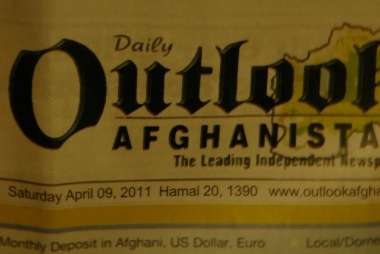 Daily
Outlook
AFGHANISTA
The Leading Independent Newsp
Saturday April 09, 2011 Hamal 20, 1390 www.outlookafgha
Monthly Deposit in Afghani, US Dollar, Euro Local/Dome